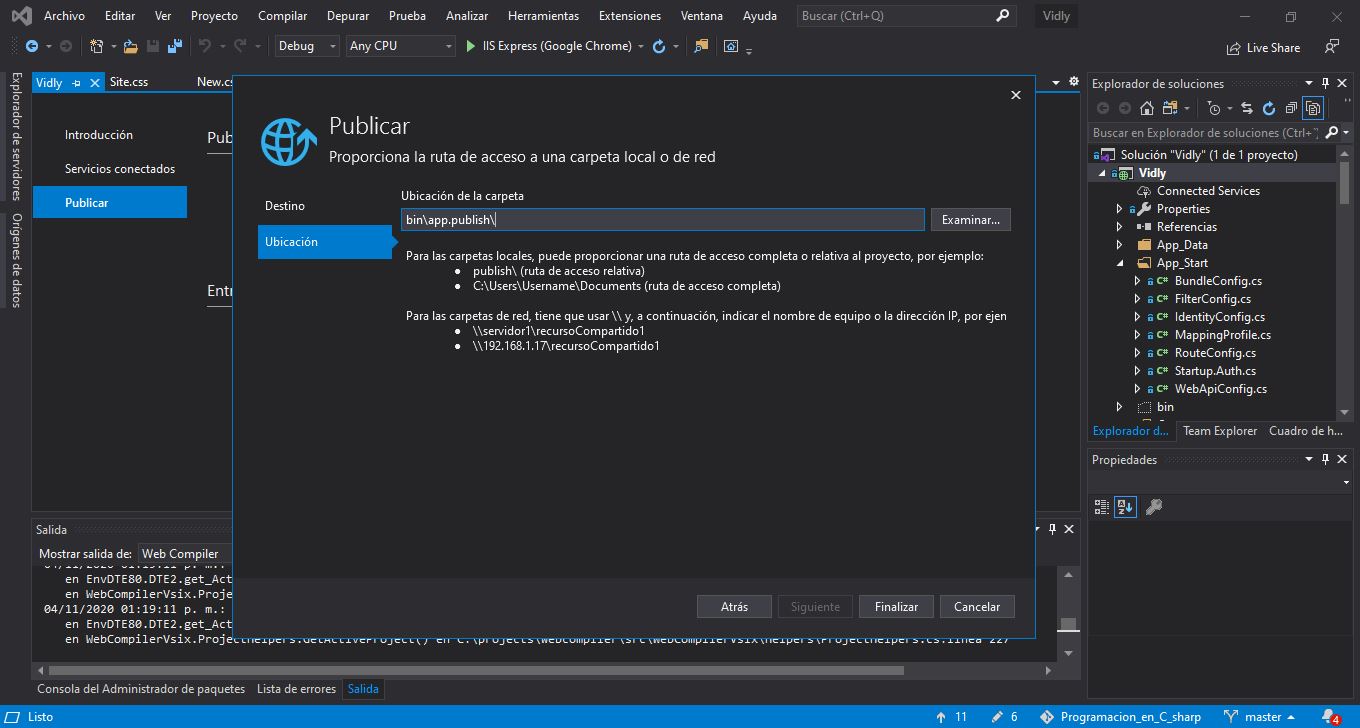 Archivo Editar Ver Proyecto Compilar Depurar Prueba Analizar Herramientas Extensiones Ventana Ayuda Buscar (Ctrl+Q) Vidly
Debug Any CPU IIS Express (Google Chrome) Live Share
Explorador de servidores
Orígenes de datos
Vidly Site.css New.cs
Introducción
Servicios conectados
Publicar
Pub
Entr
Publicar
Proporciona la ruta de acceso a una carpeta local o de red
Destino
Ubicación
Ubicación de la carpeta
bin\app.publish\
Examinar...
Para las carpetas locales, puede proporcionar una ruta de acceso completa o relativa al proyecto, por ejemplo:
• publish\ (ruta de acceso relativa)
• C:\Users\Username\Documents (ruta de acceso completa)
Para las carpetas de red, tiene que usar \\ y, a continuación, indicar el nombre de equipo o la dirección IP, por ejen
• \\servidor1\recursoCompartido1
• \\192.168.1.17\recursoCompartido1
Atrás Siguiente Finalizar Cancelar
Explorador de soluciones
Buscar en Explorador de soluciones (Ctrl+
Solución "Vidly" (1 de 1 proyecto)
Vidly
Connected Services
Properties
Referencias
App_Data
App_Start
C# BundleConfig.cs
C# FilterConfig.cs
C# IdentityConfig.cs
C# MappingProfile.cs
C# RouteConfig.cs
C# Startup.Auth.cs
C# WebApiConfig.cs
bin
Explorador d... Team Explorer Cuadro de h...
Propiedades
Salida
Mostrar salida de: Web Compiler
04/11/2020 01:19:11 p. m.:
en EnvDTE80.DTE2.get_Act
en WebCompilerVsix.Proje
04/11/2020 01:19:11 p. m.:
en EnvDTE80.DTE2.get_Act
en WebCompilerVsix.ProjectHelpers.GetActiveProject() en C:\projects\webcompiler\src\WebCompilerVsix\Helpers\ProjectHelpers.cs:línea 227
Consola del Administrador de paquetes Lista de errores Salida
Listo 11 6 Programacion_en_C_sharp master 4